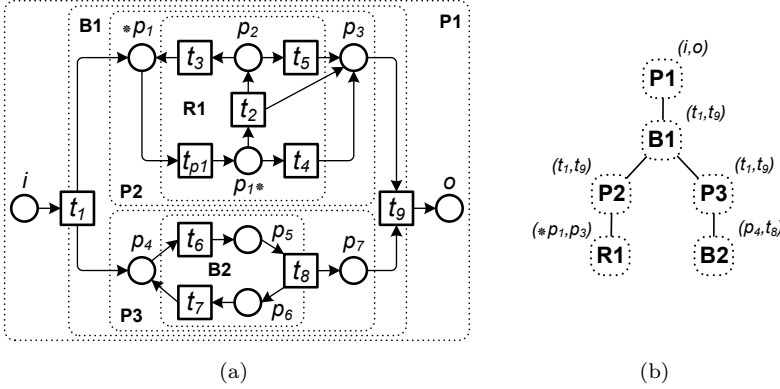 B1 *p1 p2 p3 P1
t3 t5
R1 t2
tp1 t4
i P2 p1* o
t1 t9
p4 t6 p5 p7
B2 t8
t7
P3 p6
(a)
(i,o)
P1
(t1,t9)
B1
(t1,t9) (t1,t9)
P2 P3
(*p1,p3) (p4,t8)
R1 B2
(b)